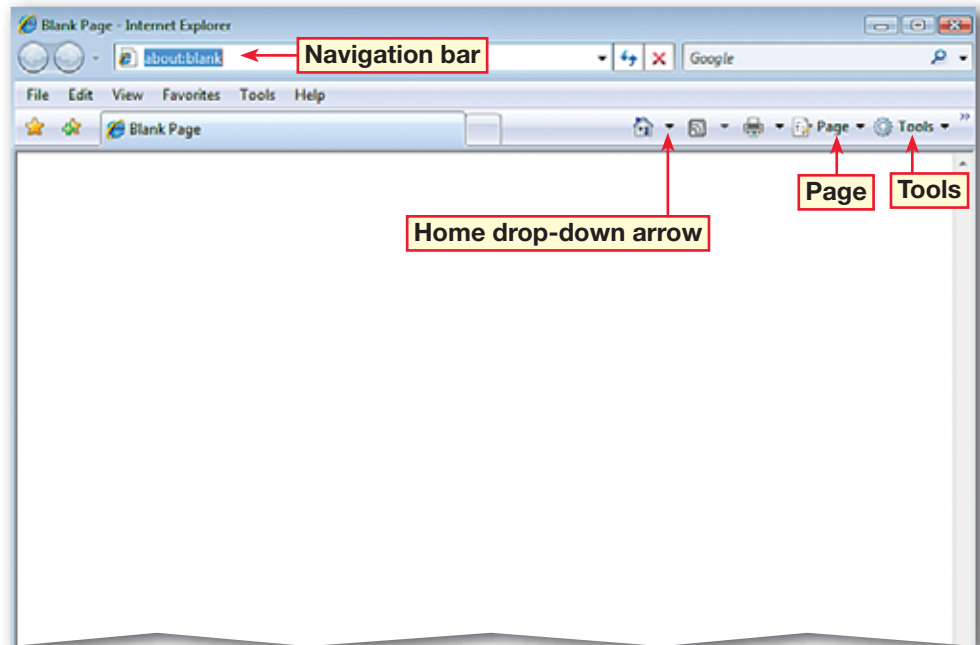 Blank Page - Internet Explorer
about:blank
Navigation bar
Google
File Edit View Favorites Tools Help
Blank Page
Page
Tools
Page
Tools
Home drop-down arrow